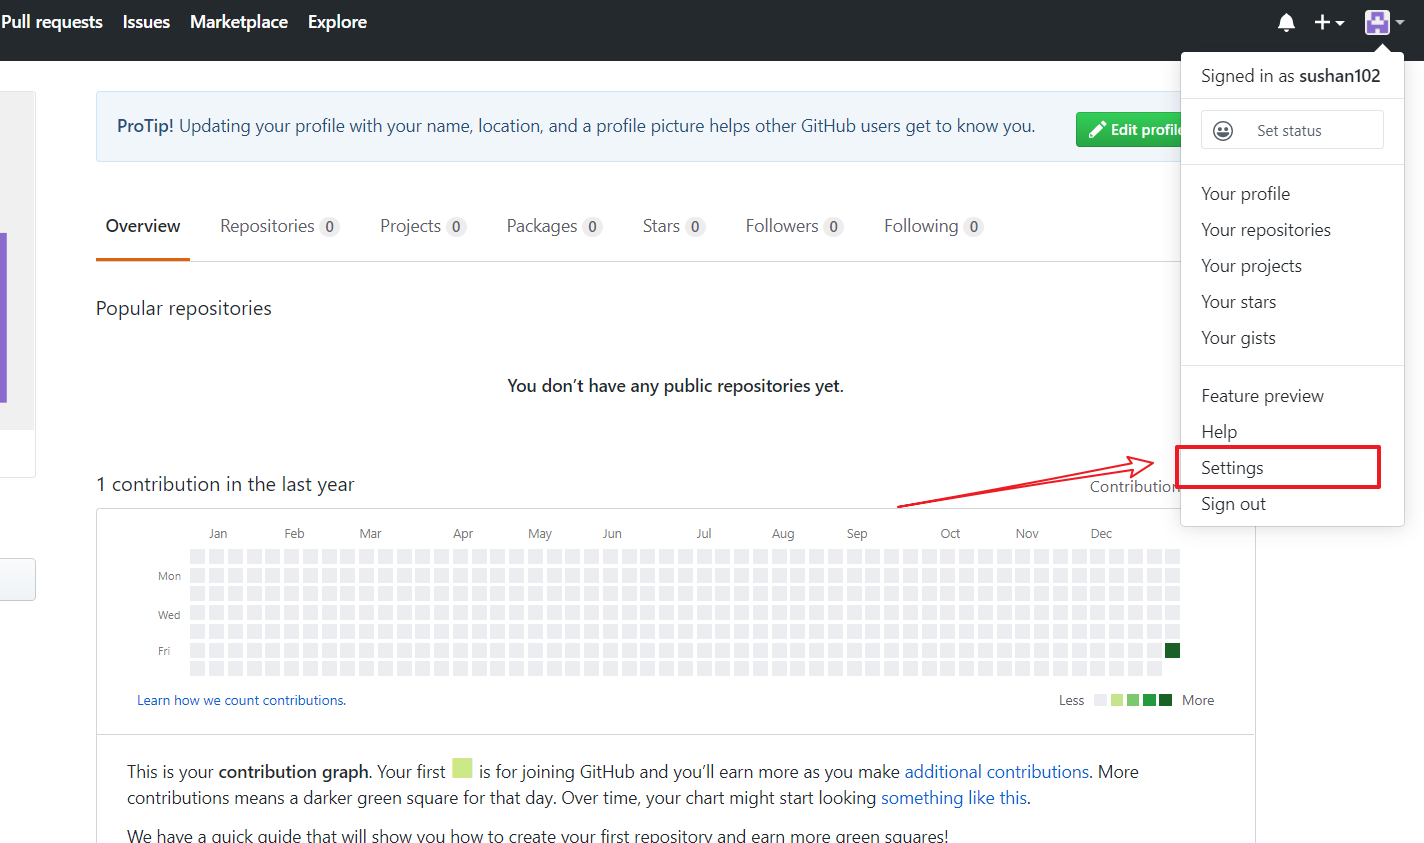 Pull requests Issues Marketplace Explore
Signed in as sushan102
Set status
Your profile
Your repositories
Your projects
Your stars
Your gists
Feature preview
Help
Settings
Sign out
ProTip! Updating your profile with your name, location, and a profile picture helps other GitHub users get to know you.
Edit profile
Overview Repositories 0 Projects 0 Packages 0 Stars 0 Followers 0 Following 0
Popular repositories
You don’t have any public repositories yet.
1 contribution in the last year
Contribution
Jan Feb Mar Apr May Jun Jul Aug Sep Oct Nov Dec
Mon
Wed
Fri
Learn how we count contributions.
Less More
This is your contribution graph. Your first is for joining GitHub and you’ll earn more as you make additional contributions. More
contributions means a darker green square for that day. Over time, your chart might start looking something like this.
We have a quick guide that will show you how to create your first repository and earn more green squares!